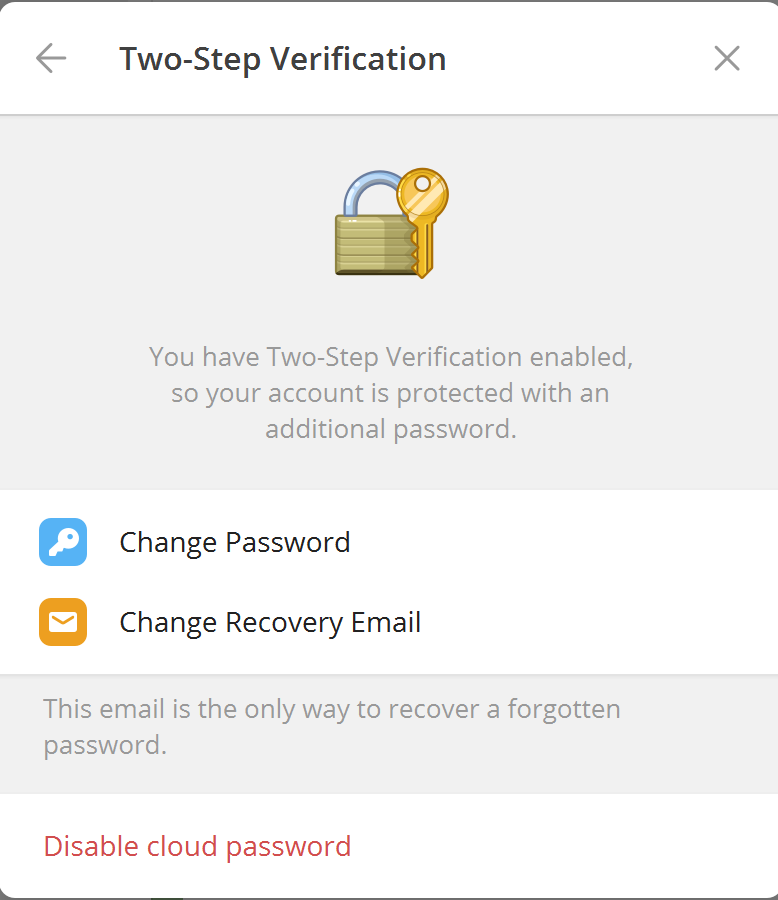 Two-Step Verification
You have Two-Step Verification enabled,
so your account is protected with an
additional password.
Change Password
Change Recovery Email
This email is the only way to recover a forgotten
password.
Disable cloud password